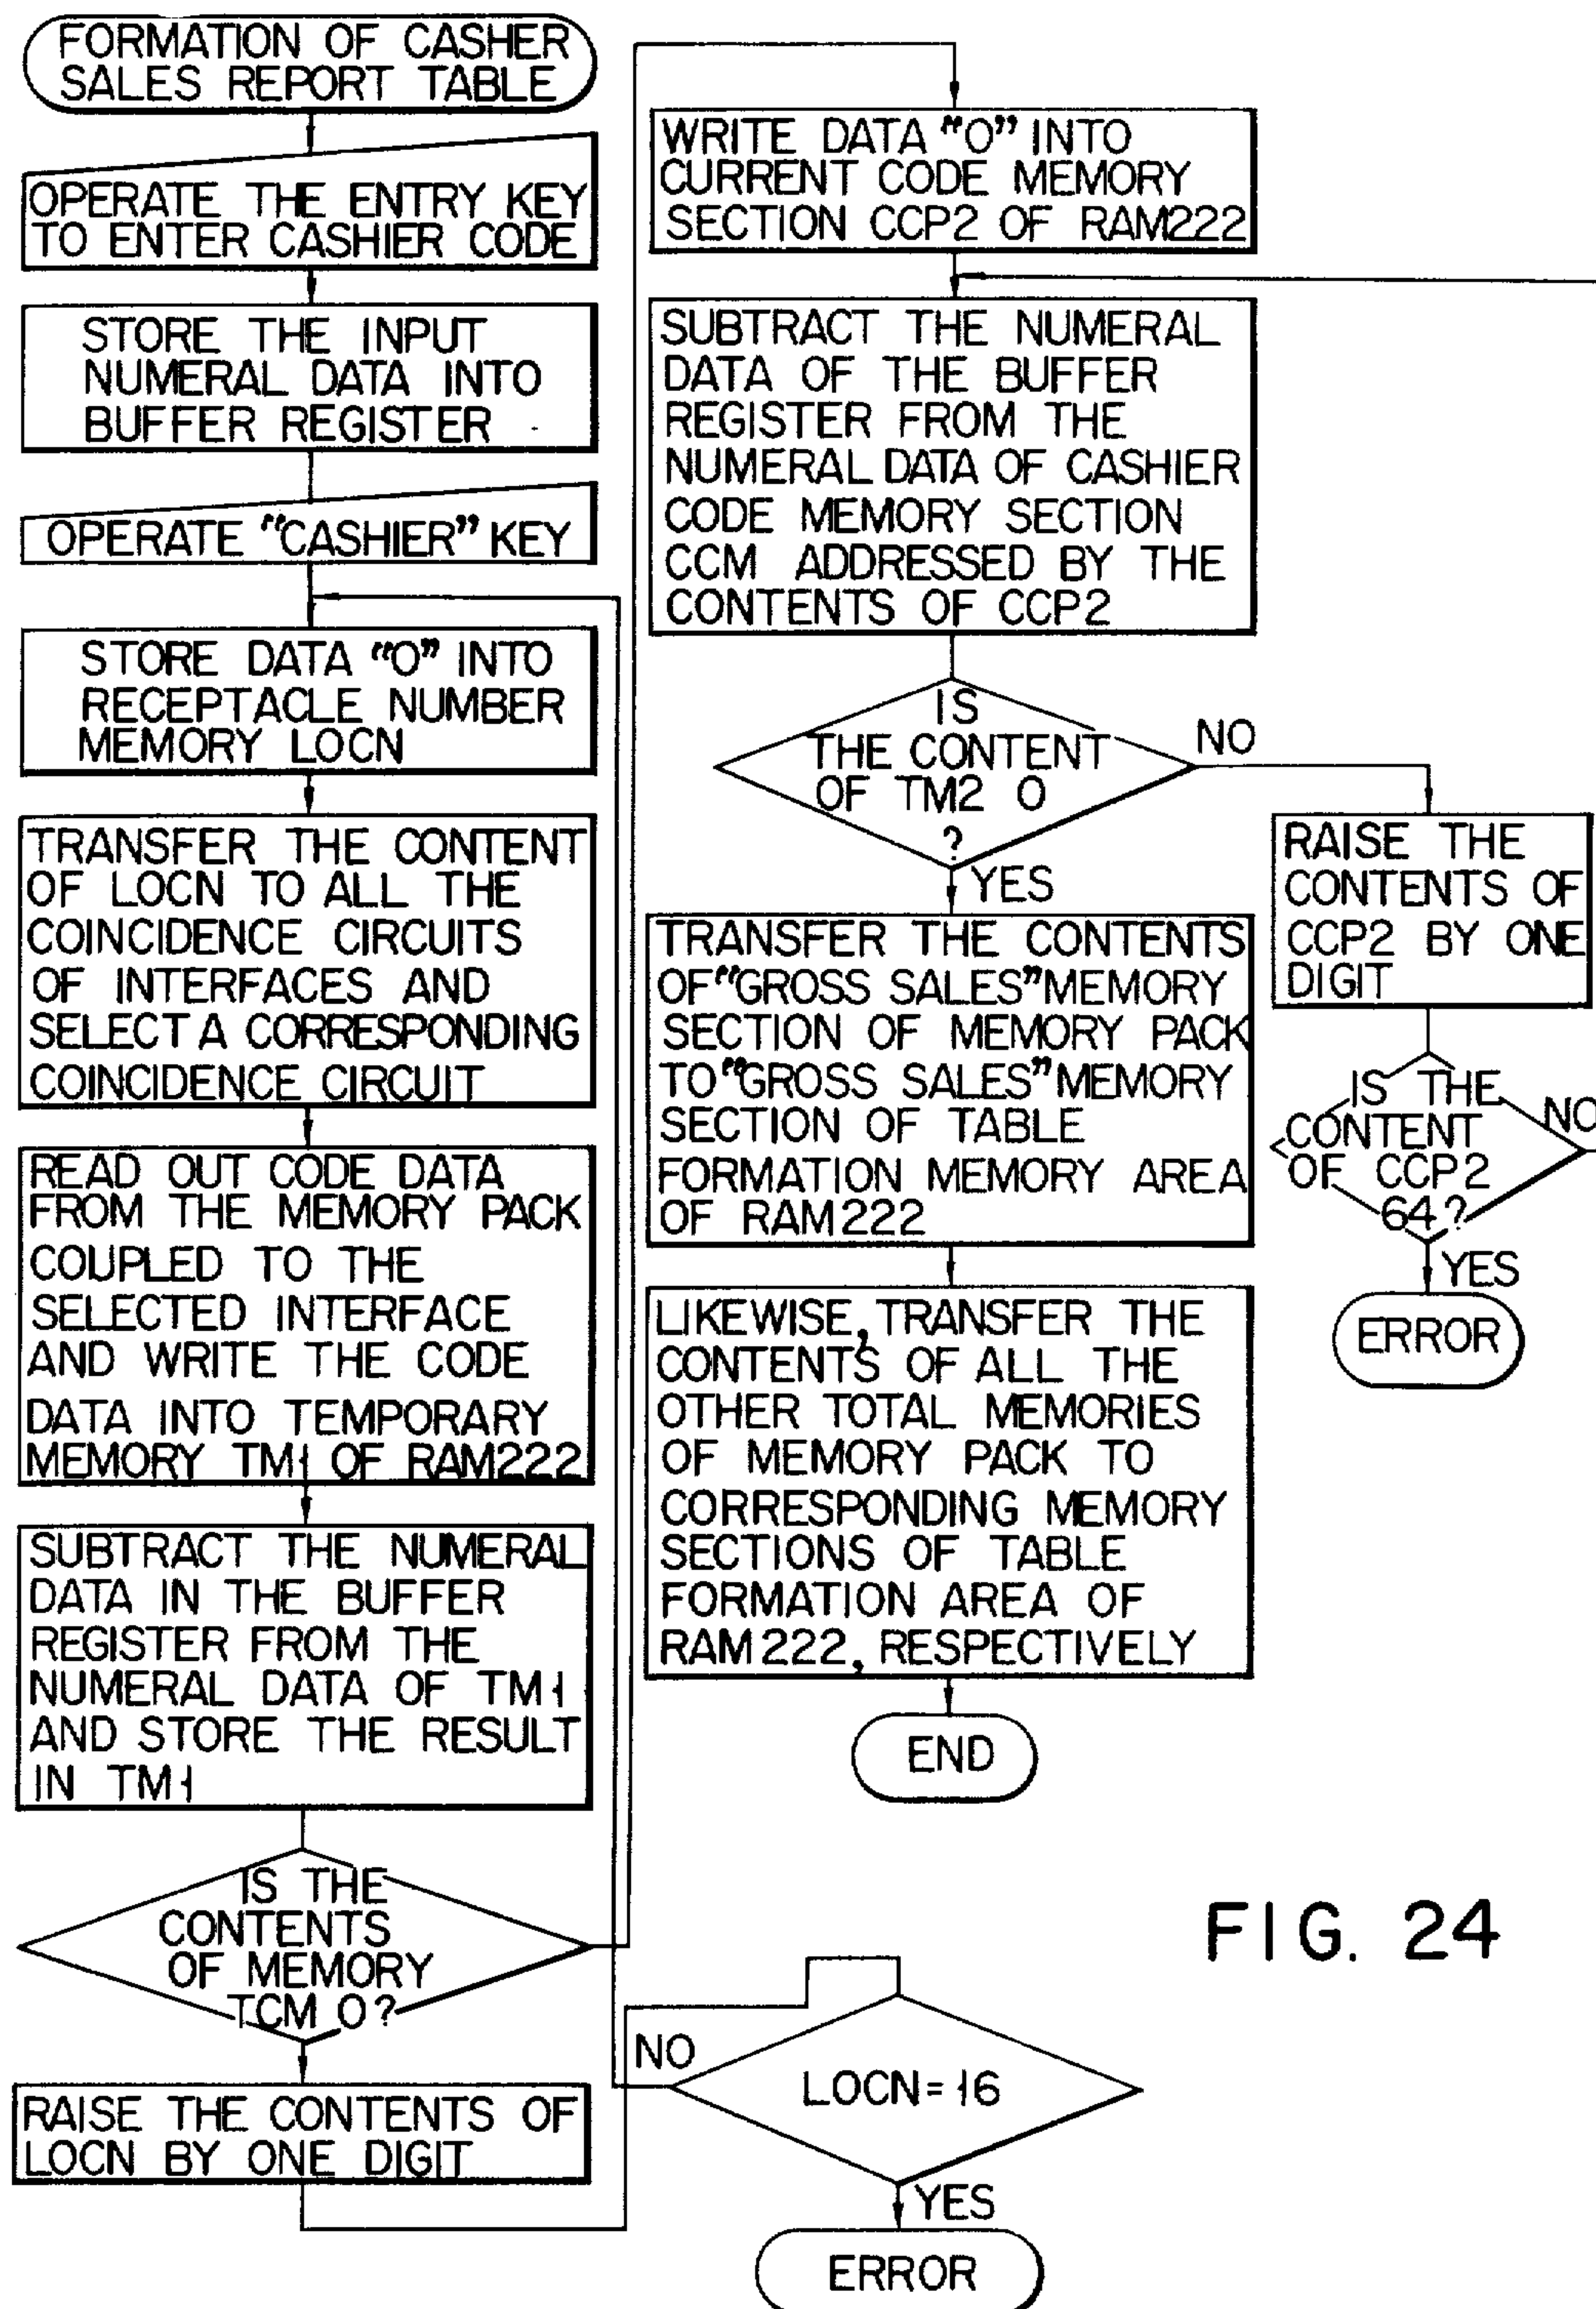 FORMATION OF CASHER
SALES REPORT TABLE
OPERATE THE ENTRY KEY
TO ENTER CASHIER CODE
STORE THE INPUT
NUMERAL DATA INTO
BUFFER REGISTER
OPERATE "CASHIER" KEY
STORE DATA "0" INTO
RECEPTACLE NUMBER
MEMORY LOCN
TRANSFER THE CONTENT
OF LOCN TO ALL THE
COINCIDENCE CIRCUITS
OF INTERFACES AND
SELECT A CORRESPONDING
COINCIDENCE CIRCUIT
READ OUT CODE DATA
FROM THE MEMORY PACK
COUPLED TO THE
SELECTED INTERFACE
AND WRITE THE CODE
DATA INTO TEMPORARY
MEMORY TM1 OF RAM222
SUBTRACT THE NUMERAL
DATA IN THE BUFFER
REGISTER FROM THE
NUMERAL DATA OF TM1
AND STORE THE RESULT
IN TM1
IS THE
CONTENTS
OF MEMORY
TCM 0?
RAISE THE CONTENTS OF
LOCN BY ONE DIGIT
NO
LOCN=16
YES
ERROR
WRITE DATA "0" INTO
CURRENT CODE MEMORY
SECTION CCP2 OF RAM222
SUBTRACT THE NUMERAL
DATA OF THE BUFFER
REGISTER FROM THE
NUMERAL DATA OF CASHIER
CODE MEMORY SECTION
CCM ADDRESSED BY THE
CONTENTS OF CCP2
IS
THE CONTENT
OF TM2 0
?
NO
YES
TRANSFER THE CONTENTS
OF "GROSS SALES" MEMORY
SECTION OF MEMORY PACK
TO "GROSS SALES" MEMORY
SECTION OF TABLE
FORMATION MEMORY AREA
OF RAM222
LIKEWISE, TRANSFER THE
CONTENTS OF ALL THE
OTHER TOTAL MEMORIES
OF MEMORY PACK TO
CORRESPONDING MEMORY
SECTIONS OF TABLE
FORMATION AREA OF
RAM222, RESPECTIVELY
END
RAISE THE
CONTENTS OF
CCP2 BY ONE
DIGIT
IS THE
CONTENT
OF CCP2
64?
NO
YES
ERROR
FIG. 24